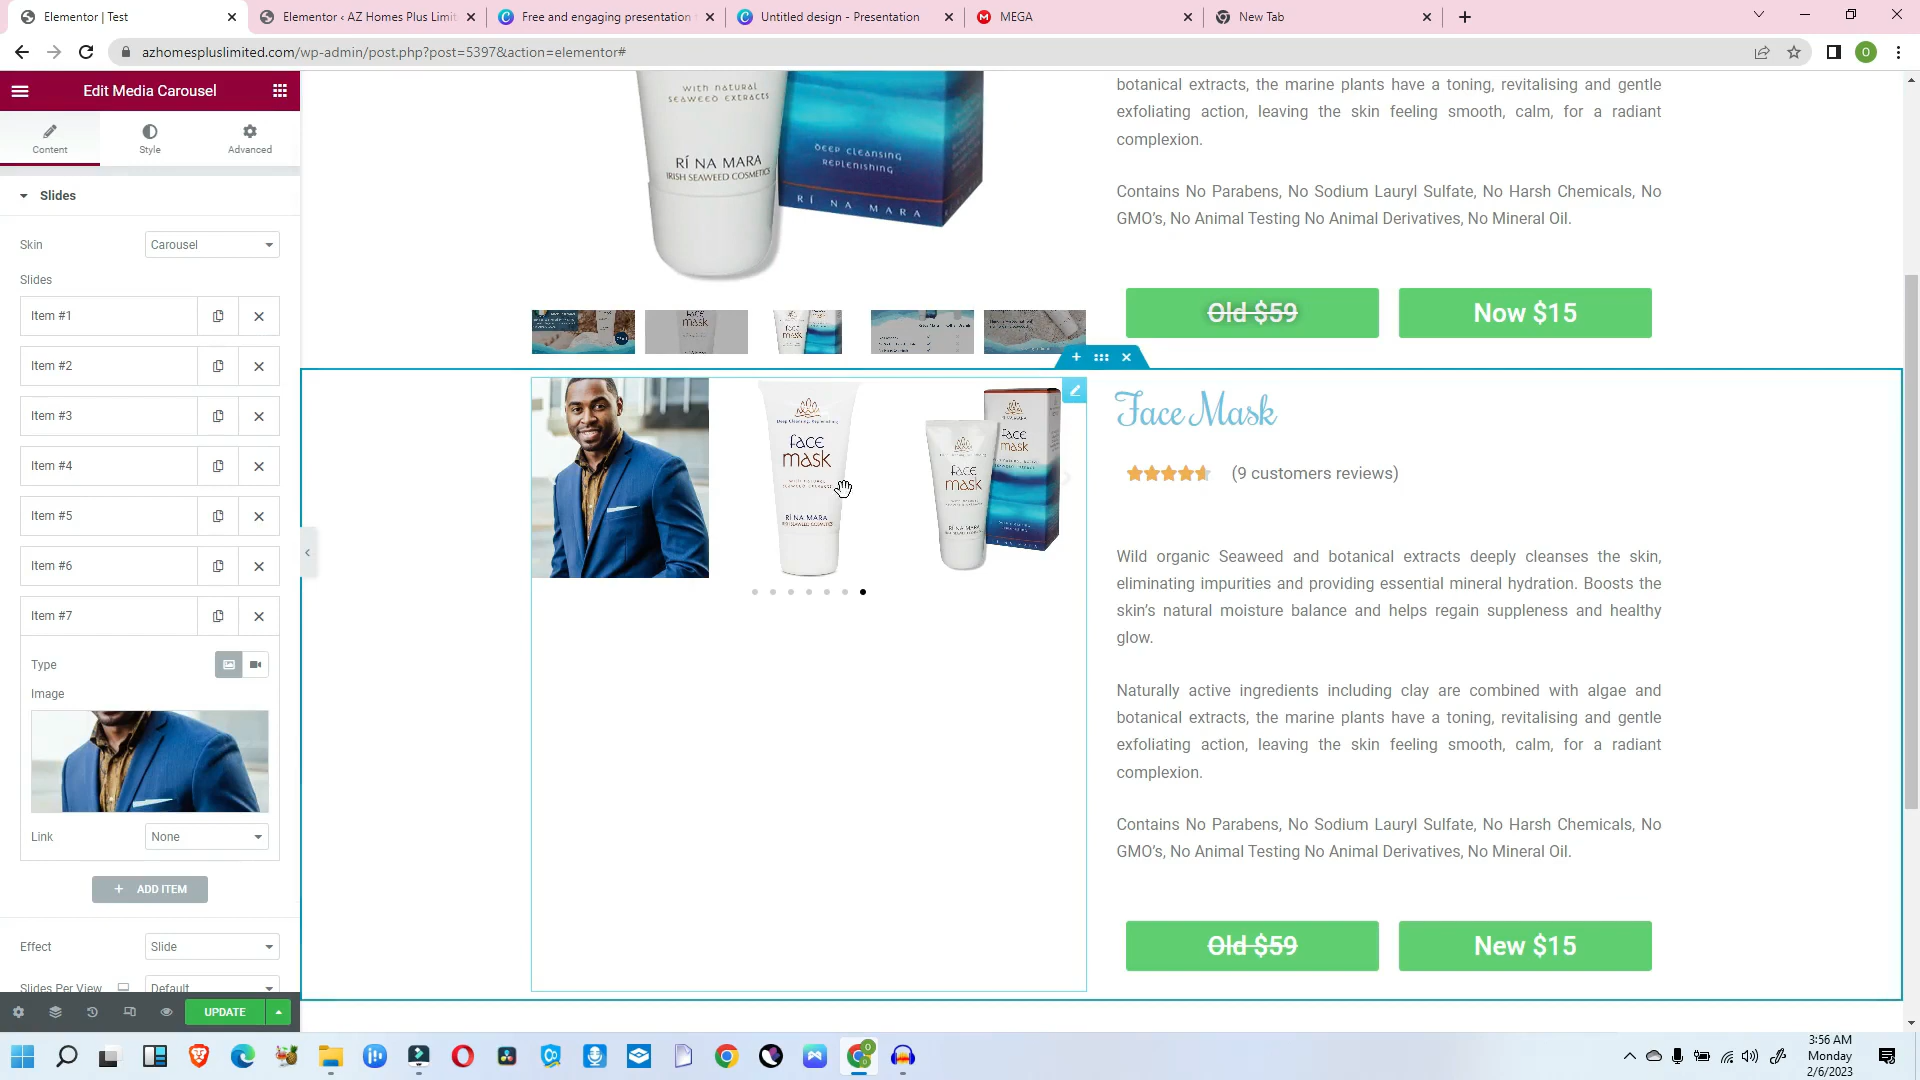 Elementor | Test
Elementor ‹ AZ Homes Plus Limit
Free and engaging presentation
Untitled design - Presentation
MEGA
New Tab
azhomespluslimited.com/wp-admin/post.php?post=5397&action=elementor#
O
Edit Media Carousel
Content
Style
Advanced
Slides
Skin
Carousel
Slides
Item #1
Item #2
Item #3
Item #4
Item #5
Item #6
Item #7
Type
Image
Link
None
ADD ITEM
Effect
Slide
Slides Per View
Default
UPDATE
WITH NATURAL
SEAWEED EXTRACTS
RÍ NA MARA
IRISH SEAWEED COSMETICS
DEEP CLEANSING
REPLENISHING
RÍ NA MARA
botanical extracts, the marine plants have a toning, revitalising and gentle
exfoliating action, leaving the skin feeling smooth, calm, for a radiant
complexion.
Contains No Parabens, No Sodium Lauryl Sulfate, No Harsh Chemicals, No
GMO's, No Animal Testing No Animal Derivatives, No Mineral Oil.
Old $59
Now $15
face
mask
RÍ NA MARA
face
mask
face
mask
Face Mask
(9 customers reviews)
Wild organic Seaweed and botanical extracts deeply cleanses the skin,
eliminating impurities and providing essential mineral hydration. Boosts the
skin's natural moisture balance and helps regain suppleness and healthy
glow.
Naturally active ingredients including clay are combined with algae and
botanical extracts, the marine plants have a toning, revitalising and gentle
exfoliating action, leaving the skin feeling smooth, calm, for a radiant
complexion.
Contains No Parabens, No Sodium Lauryl Sulfate, No Harsh Chemicals, No
GMO's, No Animal Testing No Animal Derivatives, No Mineral Oil.
Old $59
New $15
3:56 AM
Monday
2/6/2023